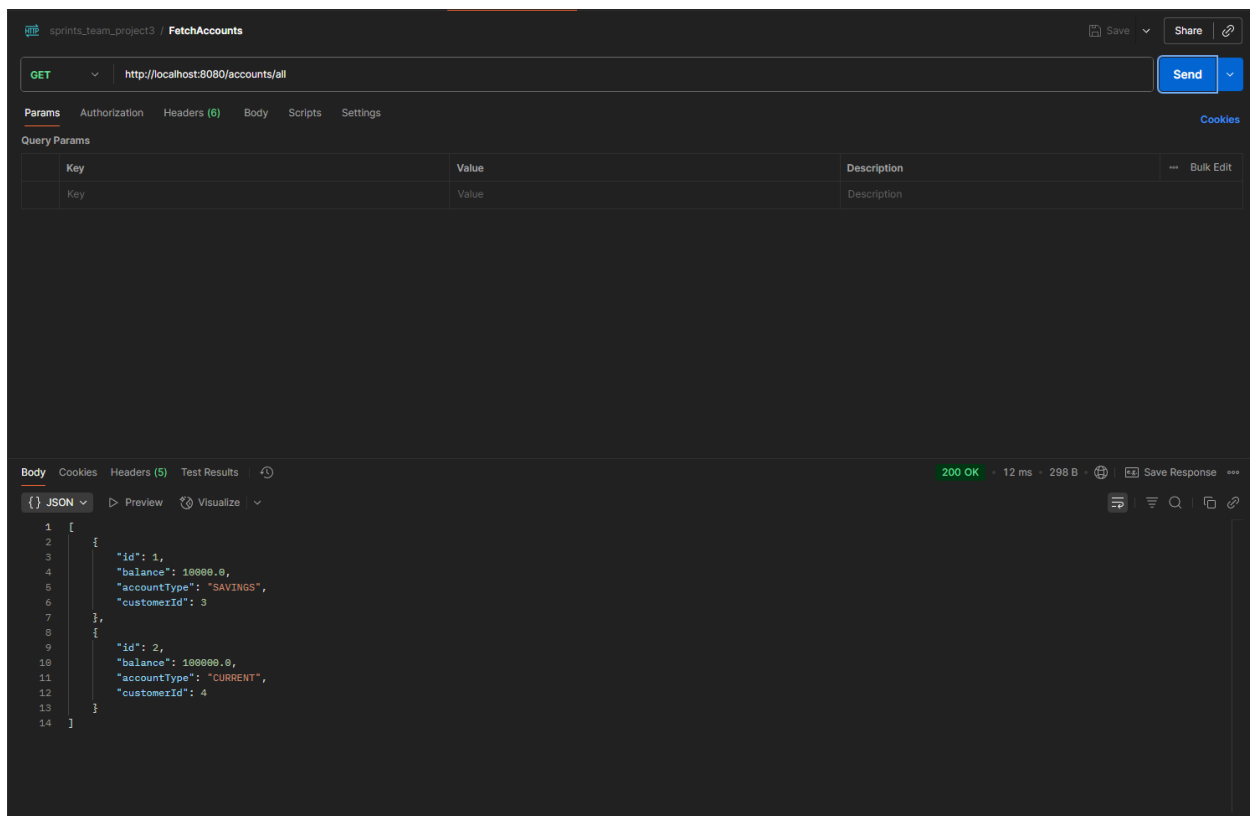 HTTP sprints_team_project3 / FetchAccounts Save Share
GET http://localhost:8080/accounts/all Send
Params Authorization Headers (6) Body Scripts Settings Cookies
Query Params
Key Value Description Bulk Edit
Key Value Description
Body Cookies Headers (5) Test Results 200 OK 12 ms 298 B e.g. Save Response
{} JSON Preview Visualize
1 [
2 {
3 "id": 1,
4 "balance": 10000.0,
5 "accountType": "SAVINGS",
6 "customerId": 3
7 },
8 {
9 "id": 2,
10 "balance": 100000.0,
11 "accountType": "CURRENT",
12 "customerId": 4
13 }
14 ]